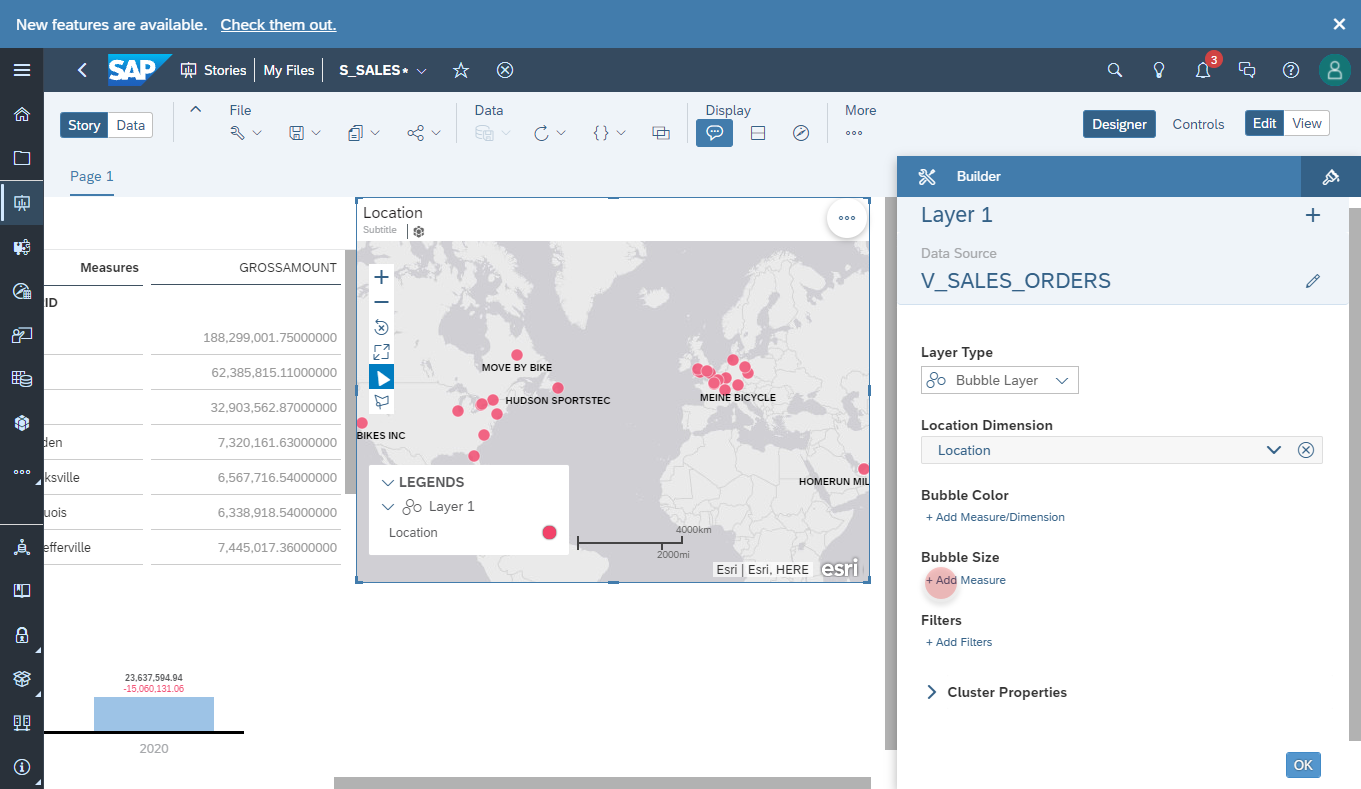 New features are available. Check them out.
SAP Stories My Files S_SALES* 3
Story Data File Data Display More Designer Controls Edit View
Page 1
Measures GROSSAMOUNT
ID
188,299,001.75000000
62,385,815.11000000
32,903,562.87000000
den 7,320,161.63000000
ksville 6,567,716.54000000
uois 6,338,918.54000000
efferville 7,445,017.36000000
23,637,594.94
-15,060,131.06
2020
Location
Subtitle
MOVE BY BIKE
HUDSON SPORTSTEC
MEINE BICYCLE
BIKES INC
HOMERUN MIL
LEGENDS
Layer 1
Location
4000km
2000mi
Esri | Esri, HERE esri
Builder
Layer 1
Data Source
V_SALES_ORDERS
Layer Type
Bubble Layer
Location Dimension
Location
Bubble Color
+ Add Measure/Dimension
Bubble Size
+ Add Measure
Filters
+ Add Filters
Cluster Properties
OK